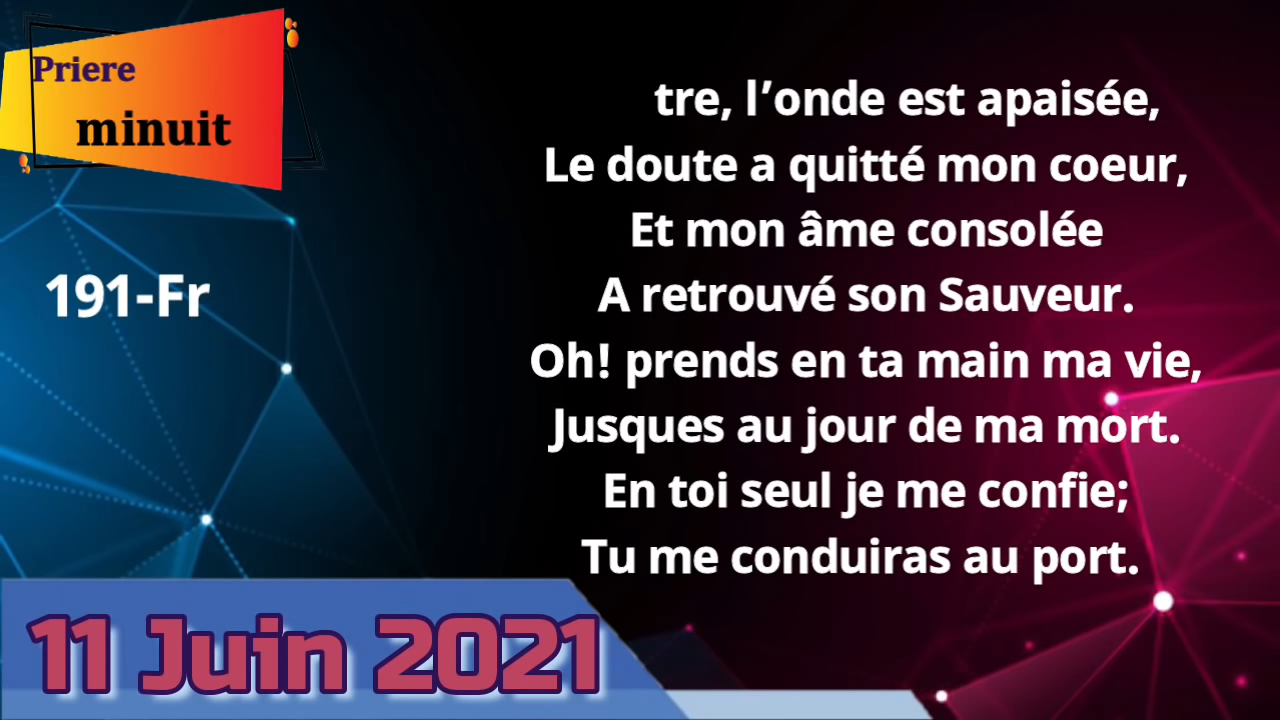 Priere
minuit
191-Fr
tre, l’onde est apaisée,
Le doute a quitté mon coeur,
Et mon âme consolée
A retrouvé son Sauveur.
Oh! prends en ta main ma vie,
Jusques au jour de ma mort.
En toi seul je me confie;
Tu me conduiras au port.
11 Juin 2021